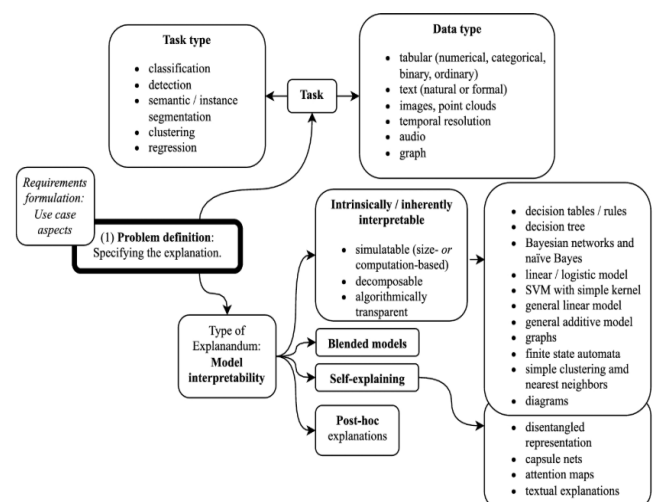 Task type
• classification
• detection
• semantic / instance
segmentation
• clustering
• regression
Task
Data type
• tabular (numerical, categorical,
binary, ordinary)
• text (natural or formal)
• images, point clouds
• temporal resolution
• audio
• graph
Requirements
formulation:
Use case
aspects
(1) Problem definition:
Specifying the explanation.
Type of
Explanandum:
Model
interpretability
Intrinsically / inherently
interpretable
• simulatable (size- or
computation-based)
• decomposable
• algorithmically
transparent
Blended models
Self-explaining
Post-hoc
explanations
• decision tables / rules
• decision tree
• Bayesian networks and
naïve Bayes
• linear / logistic model
• SVM with simple kernel
• general linear model
• general additive model
• graphs
• finite state automata
• simple clustering amd
nearest neighbors
• diagrams
• disentangled
representation
• capsule nets
• attention maps
• textual explanations